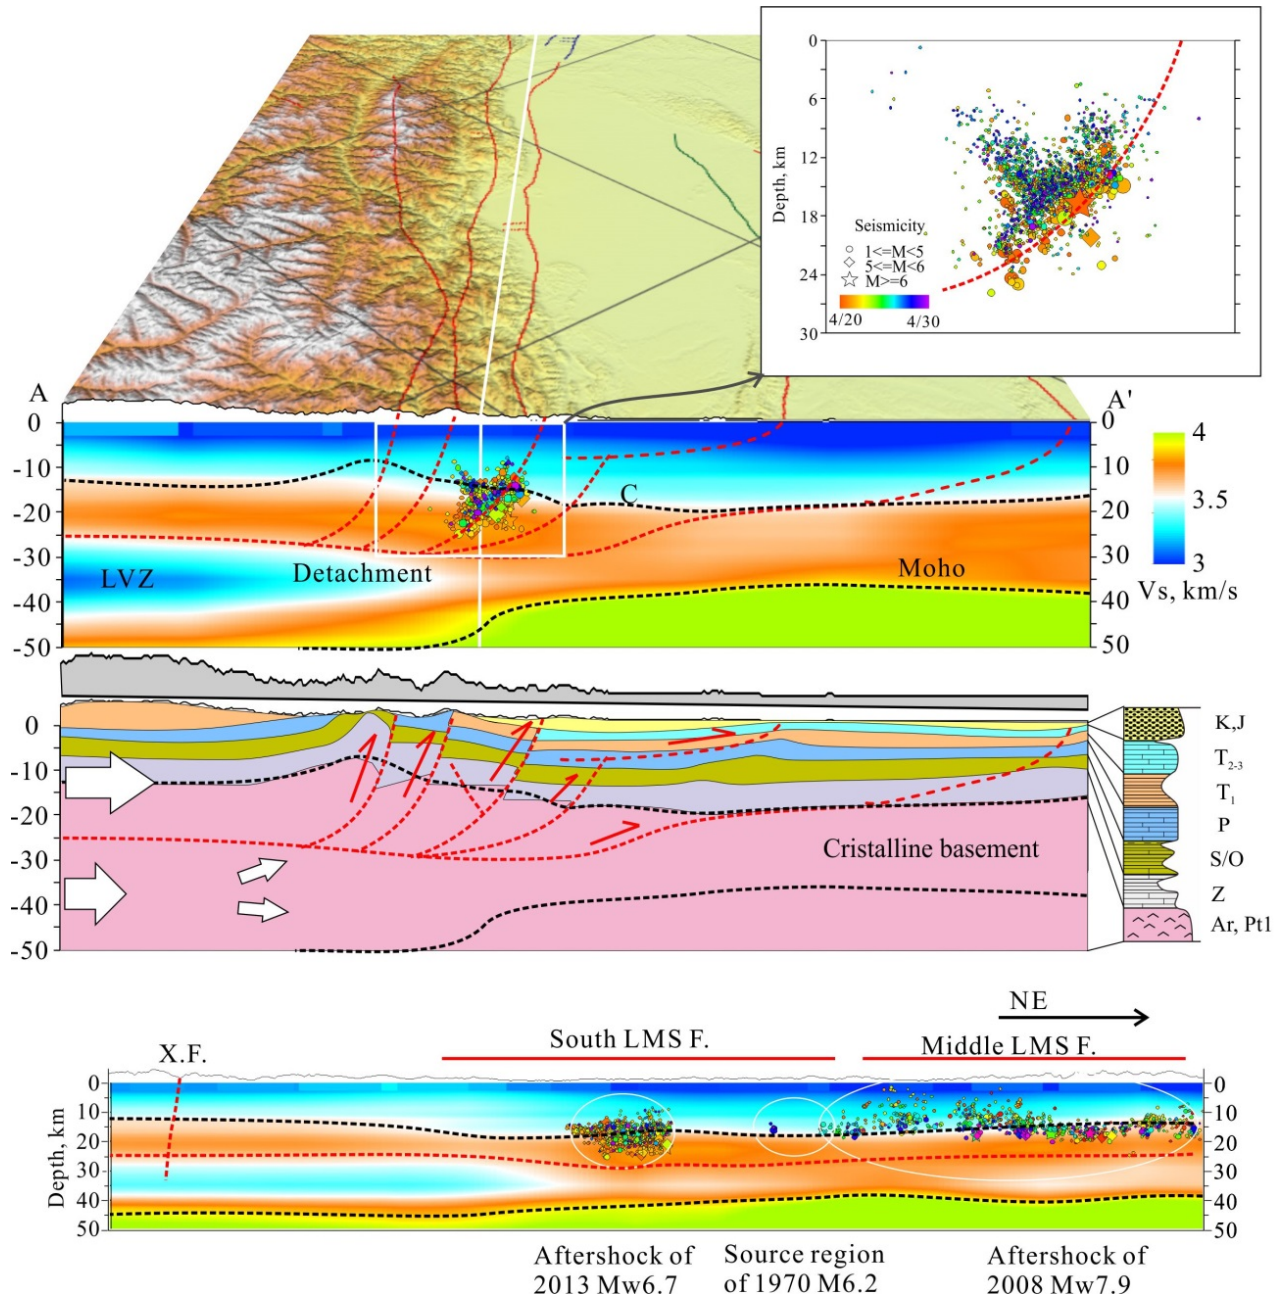 0
6
12
18
24
30
Depth, km
Seismicity
1<=M<5
5<=M<6
M>=6
4/20 4/30
A A'
0 0
-10 10
-20 20
-30 30
-40 40
-50 50
C
LVZ
Detachment
Moho
4
3.5
3
Vs, km/s
0
-10
-20
-30
-40
-50
Cristalline basement
K,J
T2-3
T1
P
S/O
Z
Ar, Pt1
NE
X.F.
South LMS F.
Middle LMS F.
Depth, km
0 0
10 10
20 20
30 30
40 40
50 50
Aftershock of
2013 Mw6.7
Source region
of 1970 M6.2
Aftershock of
2008 Mw7.9